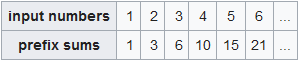 input numbers 1 2 3 4 5 6 ...
prefix sums 1 3 6 10 15 21 ...